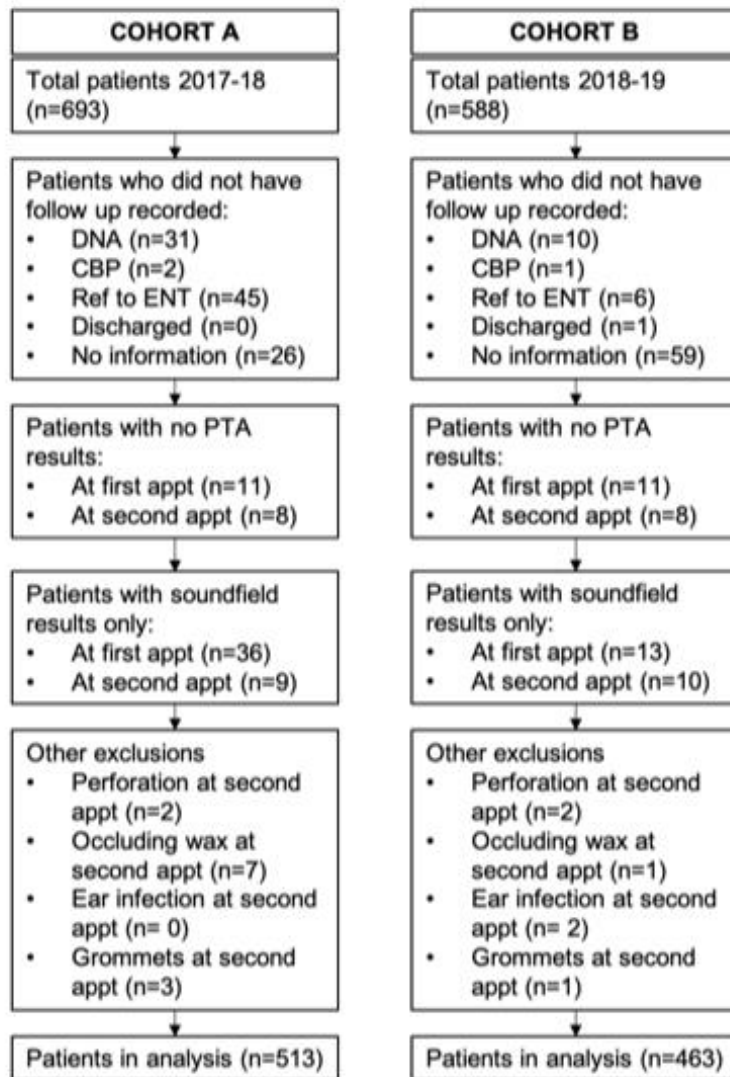 COHORT A
Total patients 2017-18
(n=693)
Patients who did not have
follow up recorded:
• DNA (n=31)
• CBP (n=2)
• Ref to ENT (n=45)
• Discharged (n=0)
• No information (n=26)
Patients with no PTA
results:
• At first appt (n=11)
• At second appt (n=8)
Patients with soundfield
results only:
• At first appt (n=36)
• At second appt (n=9)
Other exclusions
• Perforation at second
appt (n=2)
• Occluding wax at
second appt (n=7)
• Ear infection at second
appt (n= 0)
• Grommets at second
appt (n=3)
Patients in analysis (n=513)
COHORT B
Total patients 2018-19
(n=588)
Patients who did not have
follow up recorded:
• DNA (n=10)
• CBP (n=1)
• Ref to ENT (n=6)
• Discharged (n=1)
• No information (n=59)
Patients with no PTA
results:
• At first appt (n=11)
• At second appt (n=8)
Patients with soundfield
results only:
• At first appt (n=13)
• At second appt (n=10)
Other exclusions
• Perforation at second
appt (n=2)
• Occluding wax at
second appt (n=1)
• Ear infection at second
appt (n= 2)
• Grommets at second
appt (n=1)
Patients in analysis (n=463)